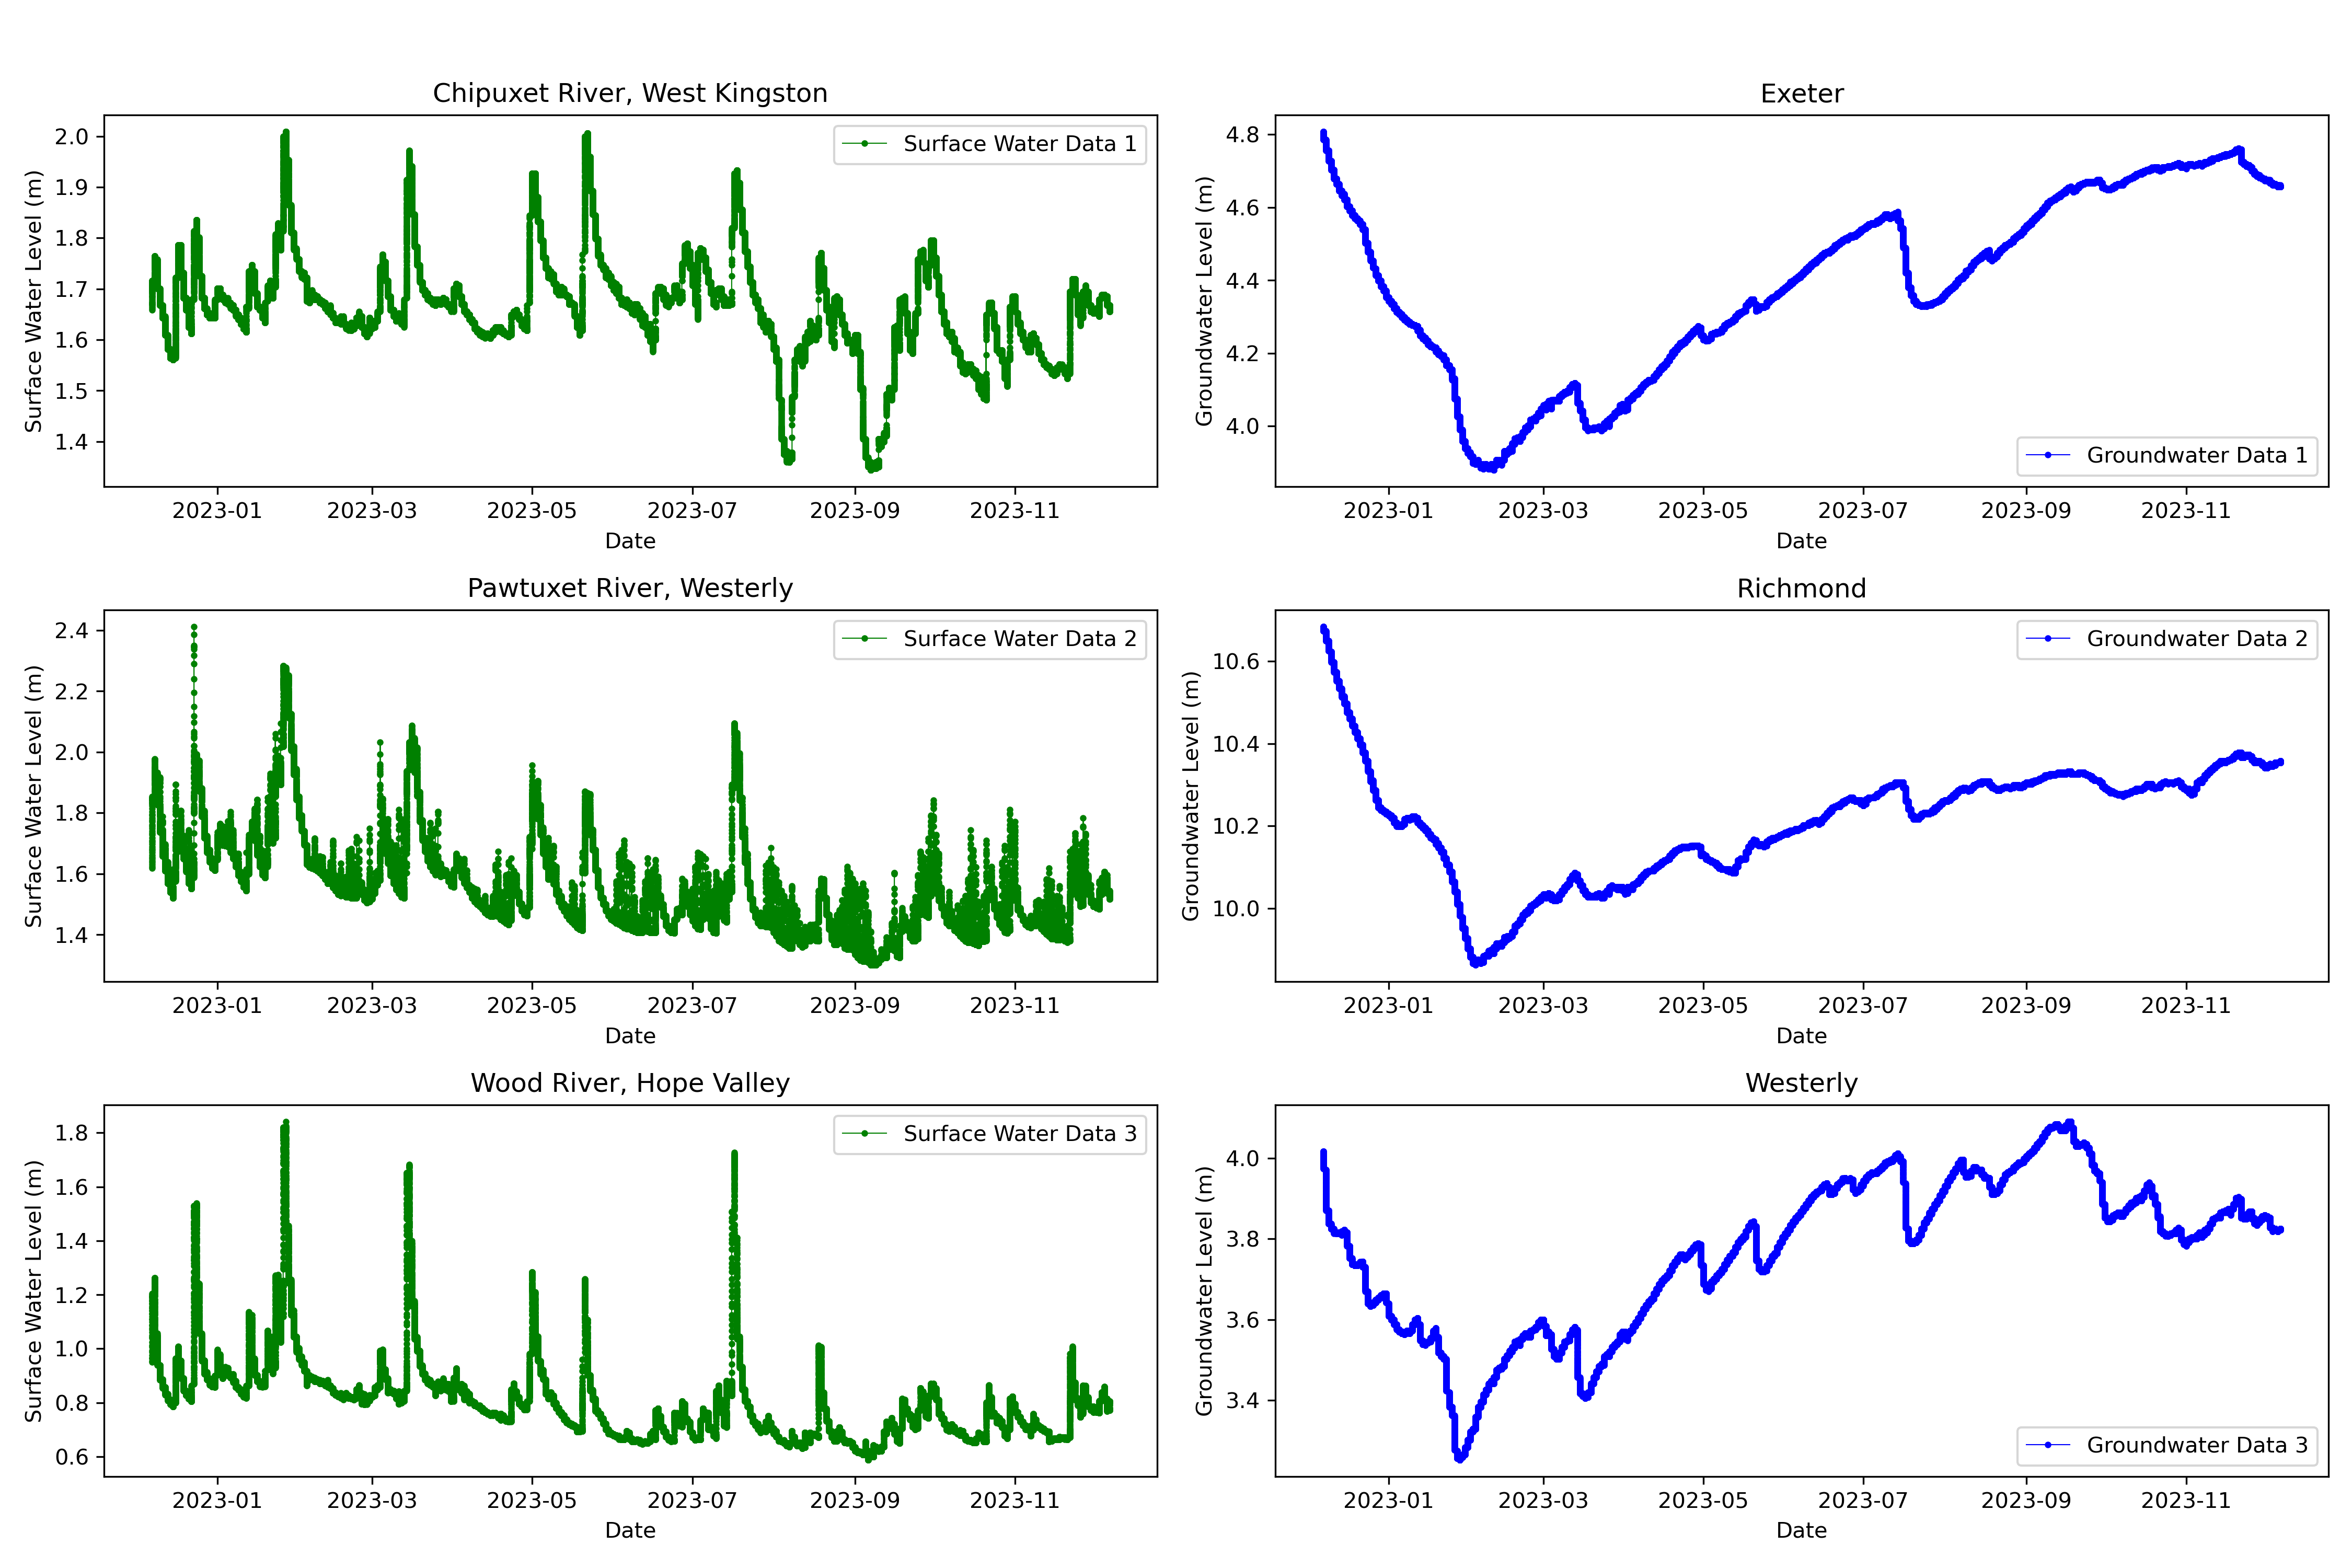 Chipuxet River, West Kingston
Surface Water Level (m)
2.0
1.9
1.8
1.7
1.6
1.5
1.4
Surface Water Data 1
2023-01 2023-03 2023-05 2023-07 2023-09 2023-11
Date
Exeter
Groundwater Level (m)
4.8
4.6
4.4
4.2
4.0
Groundwater Data 1
2023-01 2023-03 2023-05 2023-07 2023-09 2023-11
Date
Pawtuxet River, Westerly
Surface Water Level (m)
2.4
2.2
2.0
1.8
1.6
1.4
Surface Water Data 2
2023-01 2023-03 2023-05 2023-07 2023-09 2023-11
Date
Richmond
Groundwater Level (m)
10.6
10.4
10.2
10.0
Groundwater Data 2
2023-01 2023-03 2023-05 2023-07 2023-09 2023-11
Date
Wood River, Hope Valley
Surface Water Level (m)
1.8
1.6
1.4
1.2
1.0
0.8
0.6
Surface Water Data 3
2023-01 2023-03 2023-05 2023-07 2023-09 2023-11
Date
Westerly
Groundwater Level (m)
4.0
3.8
3.6
3.4
Groundwater Data 3
2023-01 2023-03 2023-05 2023-07 2023-09 2023-11
Date